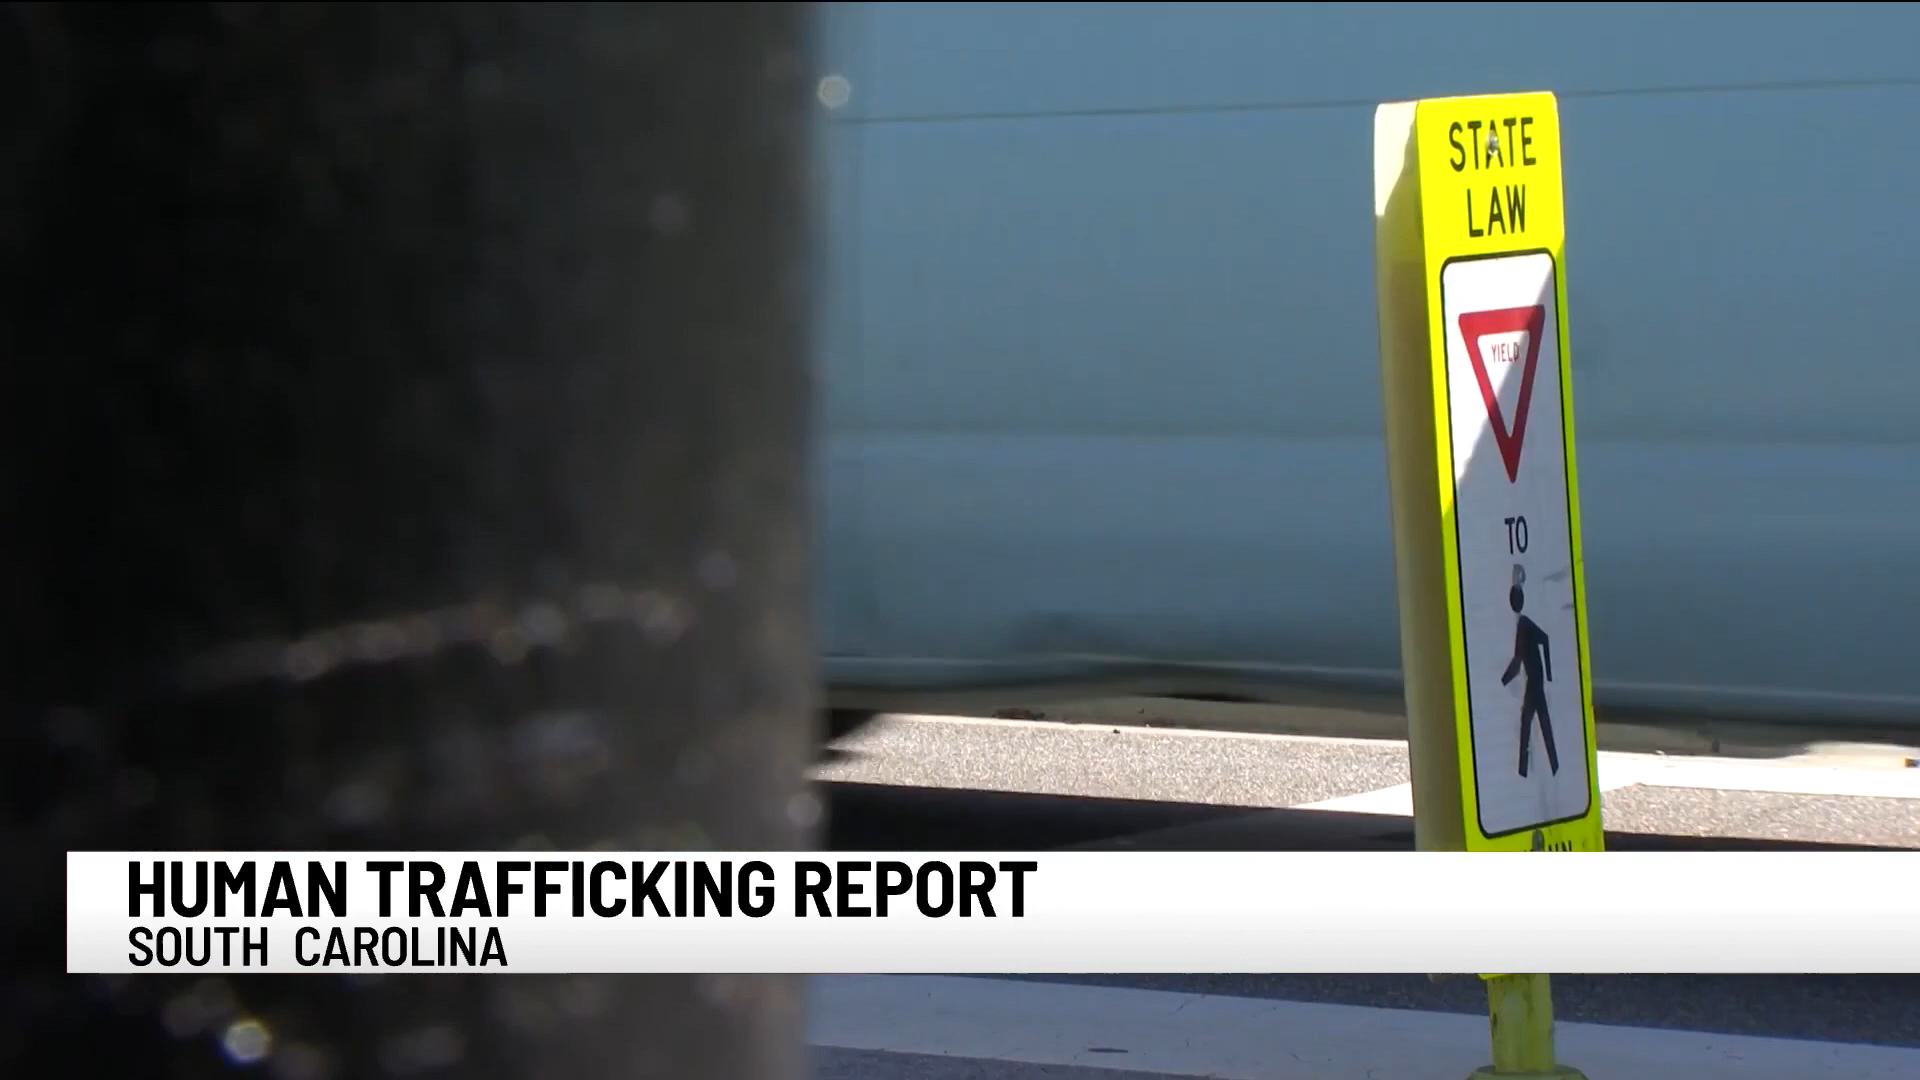 STATE
LAW
YIELD
TO
HUMAN TRAFFICKING REPORT
SOUTH CAROLINA